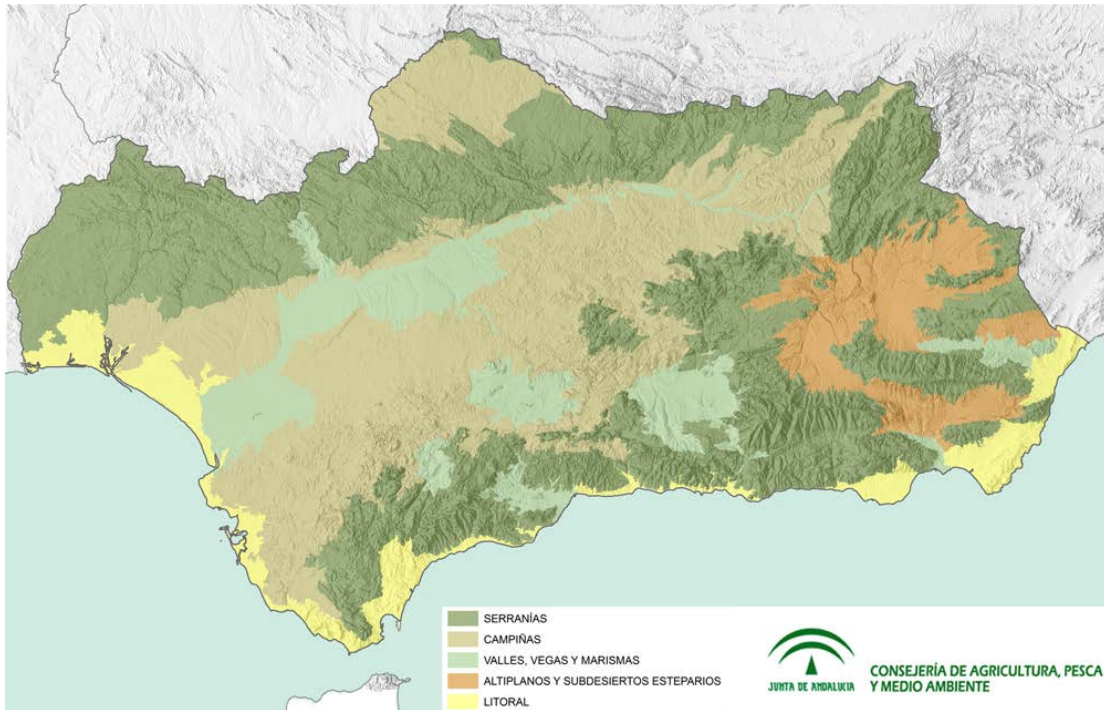 SERRANÍAS
CAMPIÑAS
VALLES, VEGAS Y MARISMAS
ALTIPLANOS Y SUBDESIERTOS ESTEPARIOS
LITORAL
JUNTA DE ANDALUCIA
CONSEJERÍA DE AGRICULTURA, PESCA
Y MEDIO AMBIENTE